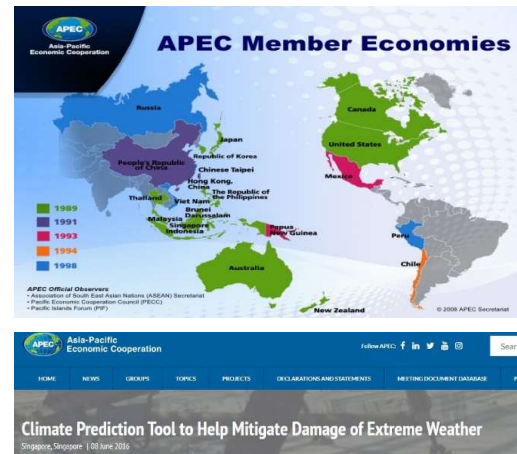 APEC
Asia-Pacific
Economic Cooperation
APEC Member Economies
Russia
Canada
Japan
United States
Republic of Korea
People's Republic
of China
Chinese Taipei
Mexico
Hong Kong,
China
The Republic of
the Philippines
Thailand
Viet Nam
Brunei
Darussalam
Malaysia
Singapore
Indonesia
Papua
New Guinea
Peru
1989
1991
1993
1994
1998
Chile
Australia
New Zealand
APEC Official Observers
• Association of South East Asian Nations (ASEAN) Secretariat
• Pacific Economic Cooperation Council (PECC)
• Pacific Islands Forum (PIF)
© 2008 APEC Secretariat
APEC
Asia-Pacific
Economic Cooperation
Follow APEC:
Sear
HOME NEWS GROUPS TOPICS PROJECTS DECLARATIONS AND STATEMENTS MEETING DOCUMENT DATABASE
Climate Prediction Tool to Help Mitigate Damage of Extreme Weather
Singapore, Singapore | 08 June 2016